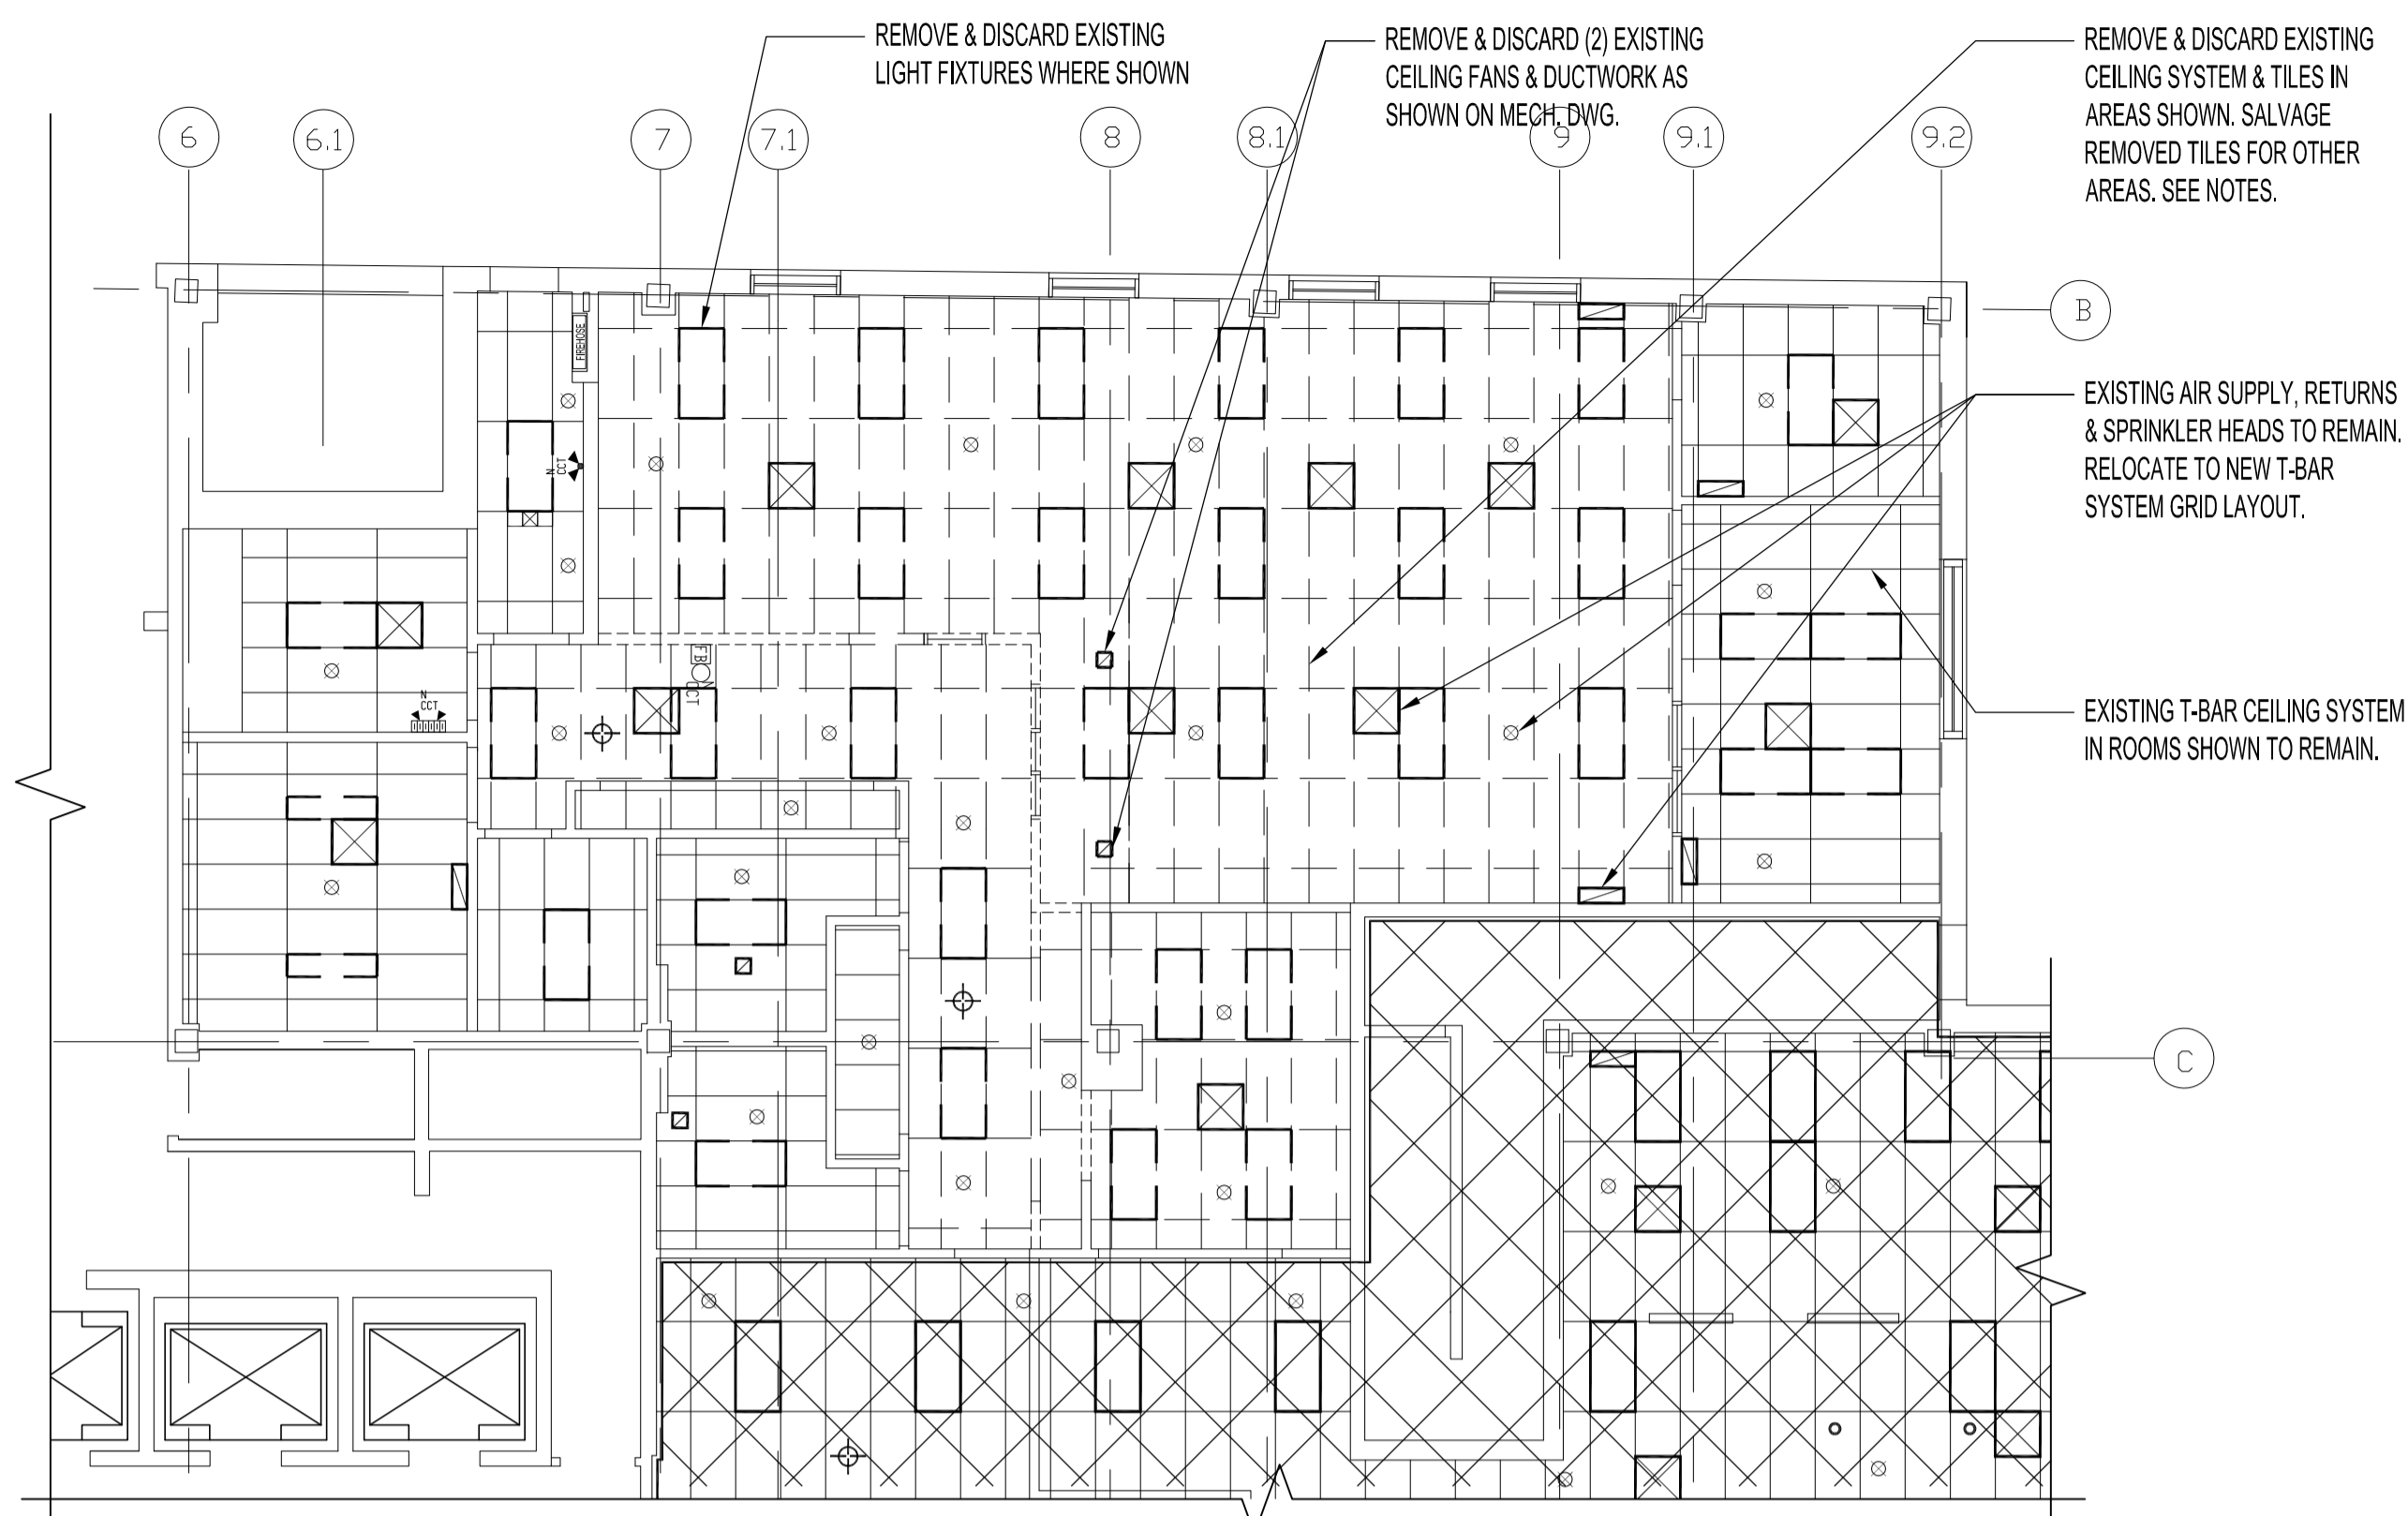 REMOVE & DISCARD EXISTING
LIGHT FIXTURES WHERE SHOWN
REMOVE & DISCARD (2) EXISTING
CEILING FANS & DUCTWORK AS
SHOWN ON MECH. DWG.
REMOVE & DISCARD EXISTING
CEILING SYSTEM & TILES IN
AREAS SHOWN. SALVAGE
REMOVED TILES FOR OTHER
AREAS. SEE NOTES.
6
6.1
7
7.1
8
8.1
9
9.1
9.2
B
FIREHOSE
EXISTING AIR SUPPLY, RETURNS
& SPRINKLER HEADS TO REMAIN.
RELOCATE TO NEW T-BAR
SYSTEM GRID LAYOUT.
N
CCT
FB
N
CCT
N
CCT
EXISTING T-BAR CEILING SYSTEM
IN ROOMS SHOWN TO REMAIN.
C